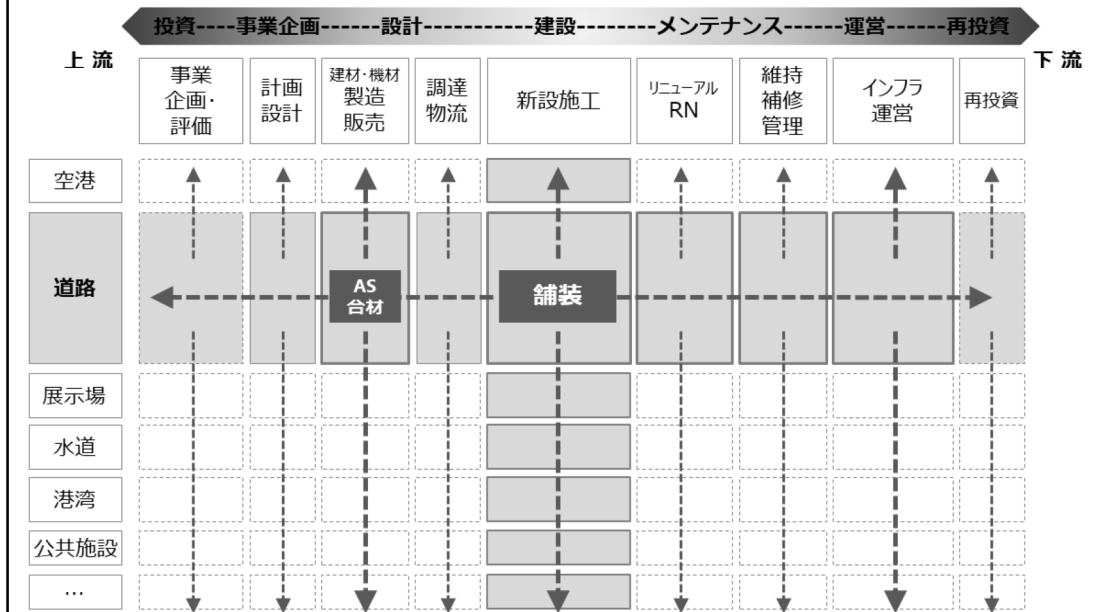 投資----事業企画------設計-----------建設--------メンテナンス------運営------再投資
上 流
下 流
事業
企画・
評価
計画
設計
建材・機材
製造
販売
調達
物流
新設施工
リニューアル
RN
維持
補修
管理
インフラ
運営
再投資
空港
道路
AS
合材
舗装
展示場
水道
港湾
公共施設
…